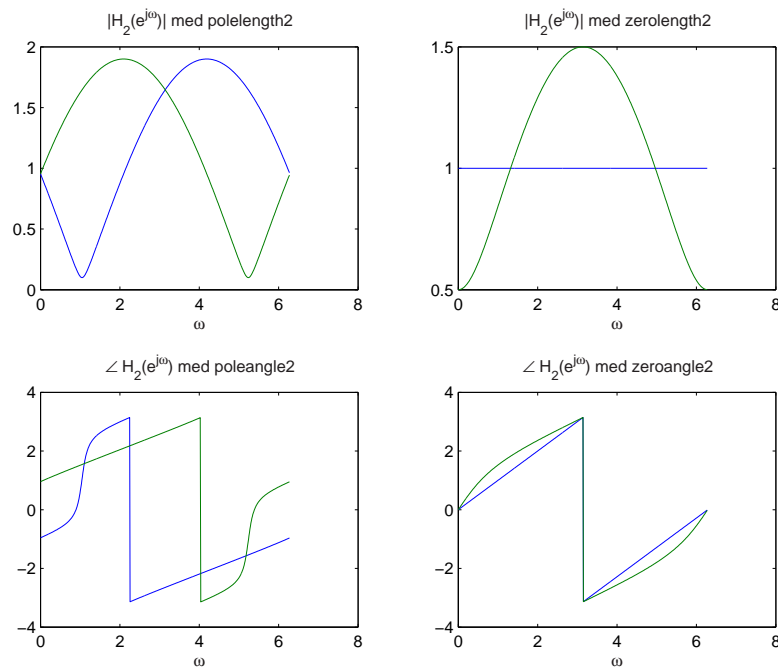 |H₂(e^jω)| med polelength2
2
1.5
1
0.5
0
0 2 4 6 8
ω
|H₂(e^jω)| med zerolength2
1.5
1
0.5
0 2 4 6 8
ω
∠ H₂(e^jω) med poleangle2
4
2
0
−2
−4
0 2 4 6 8
ω
∠ H₂(e^jω) med zeroangle2
4
2
0
−2
−4
0 2 4 6 8
ω